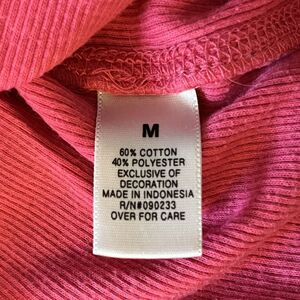 M
60% COTTON
40% POLYESTER
EXCLUSIVE OF
DECORATION
MADE IN INDONESIA
R/N#090233
OVER FOR CARE